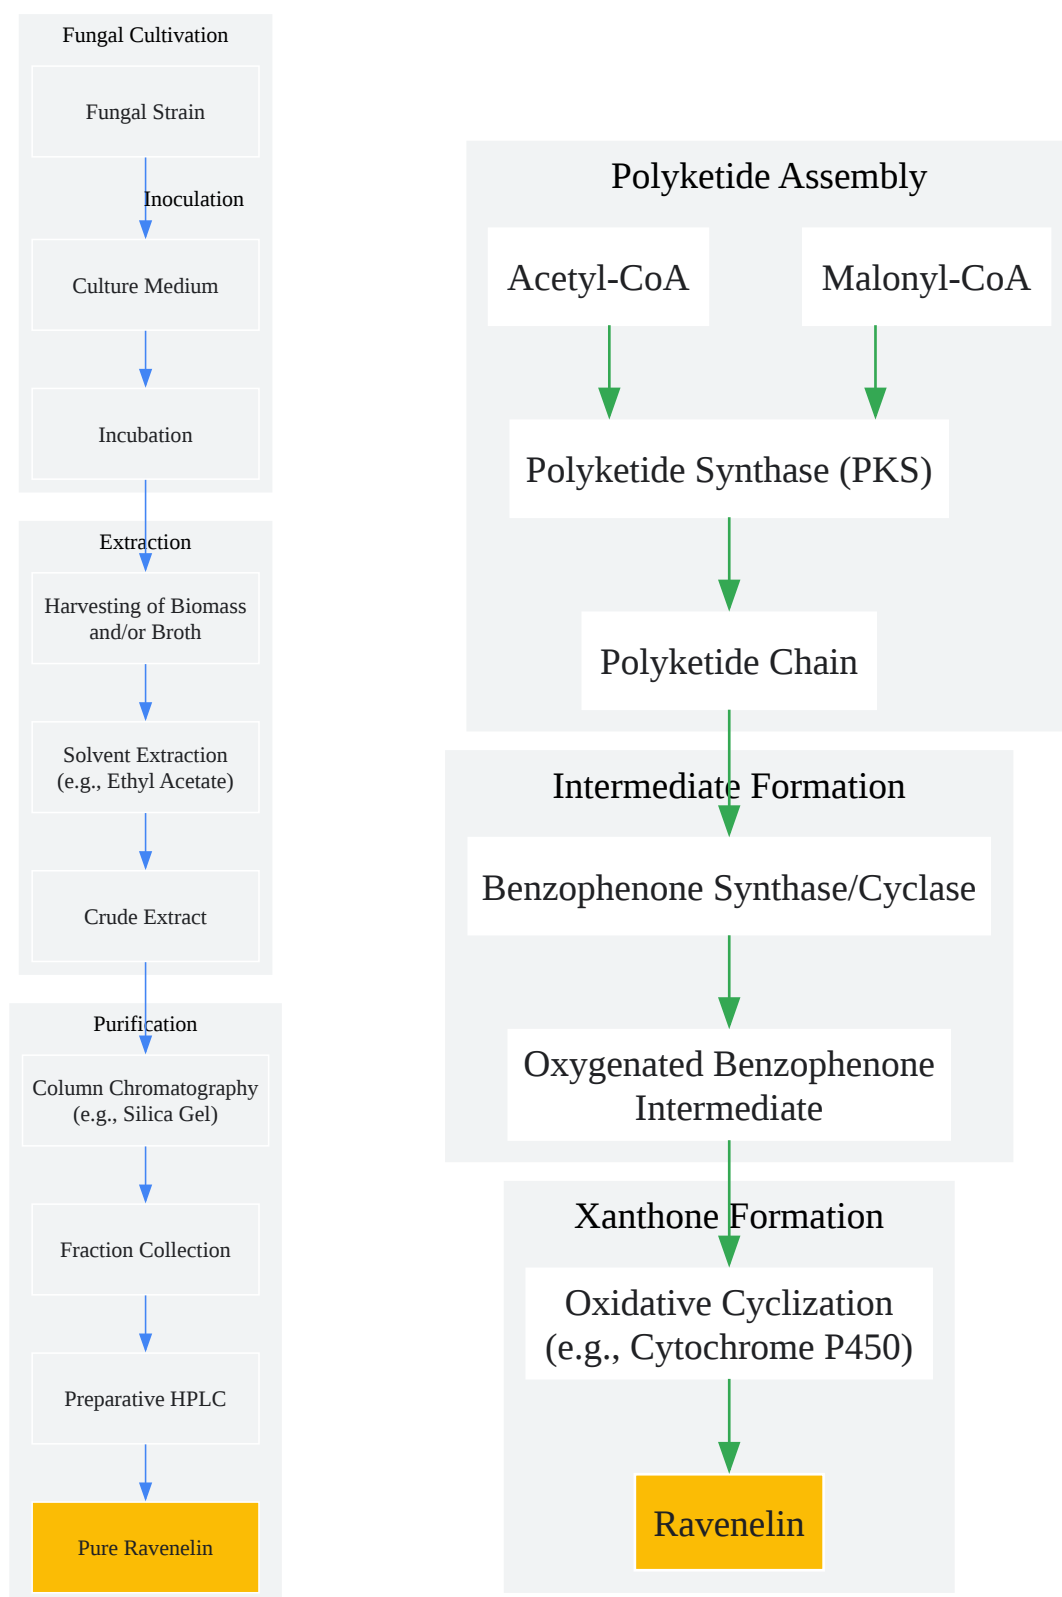 Fungal Cultivation
Fungal Strain
Inoculation
Culture Medium
Incubation
Extraction
Harvesting of Biomass
and/or Broth
Solvent Extraction
(e.g., Ethyl Acetate)
Crude Extract
Purification
Column Chromatography
(e.g., Silica Gel)
Fraction Collection
Preparative HPLC
Pure Ravenelin
Polyketide Assembly
Acetyl-CoA
Malonyl-CoA
Polyketide Synthase (PKS)
Polyketide Chain
Intermediate Formation
Benzophenone Synthase/Cyclase
Oxygenated Benzophenone
Intermediate
Xanthone Formation
Oxidative Cyclization
(e.g., Cytochrome P450)
Ravenelin